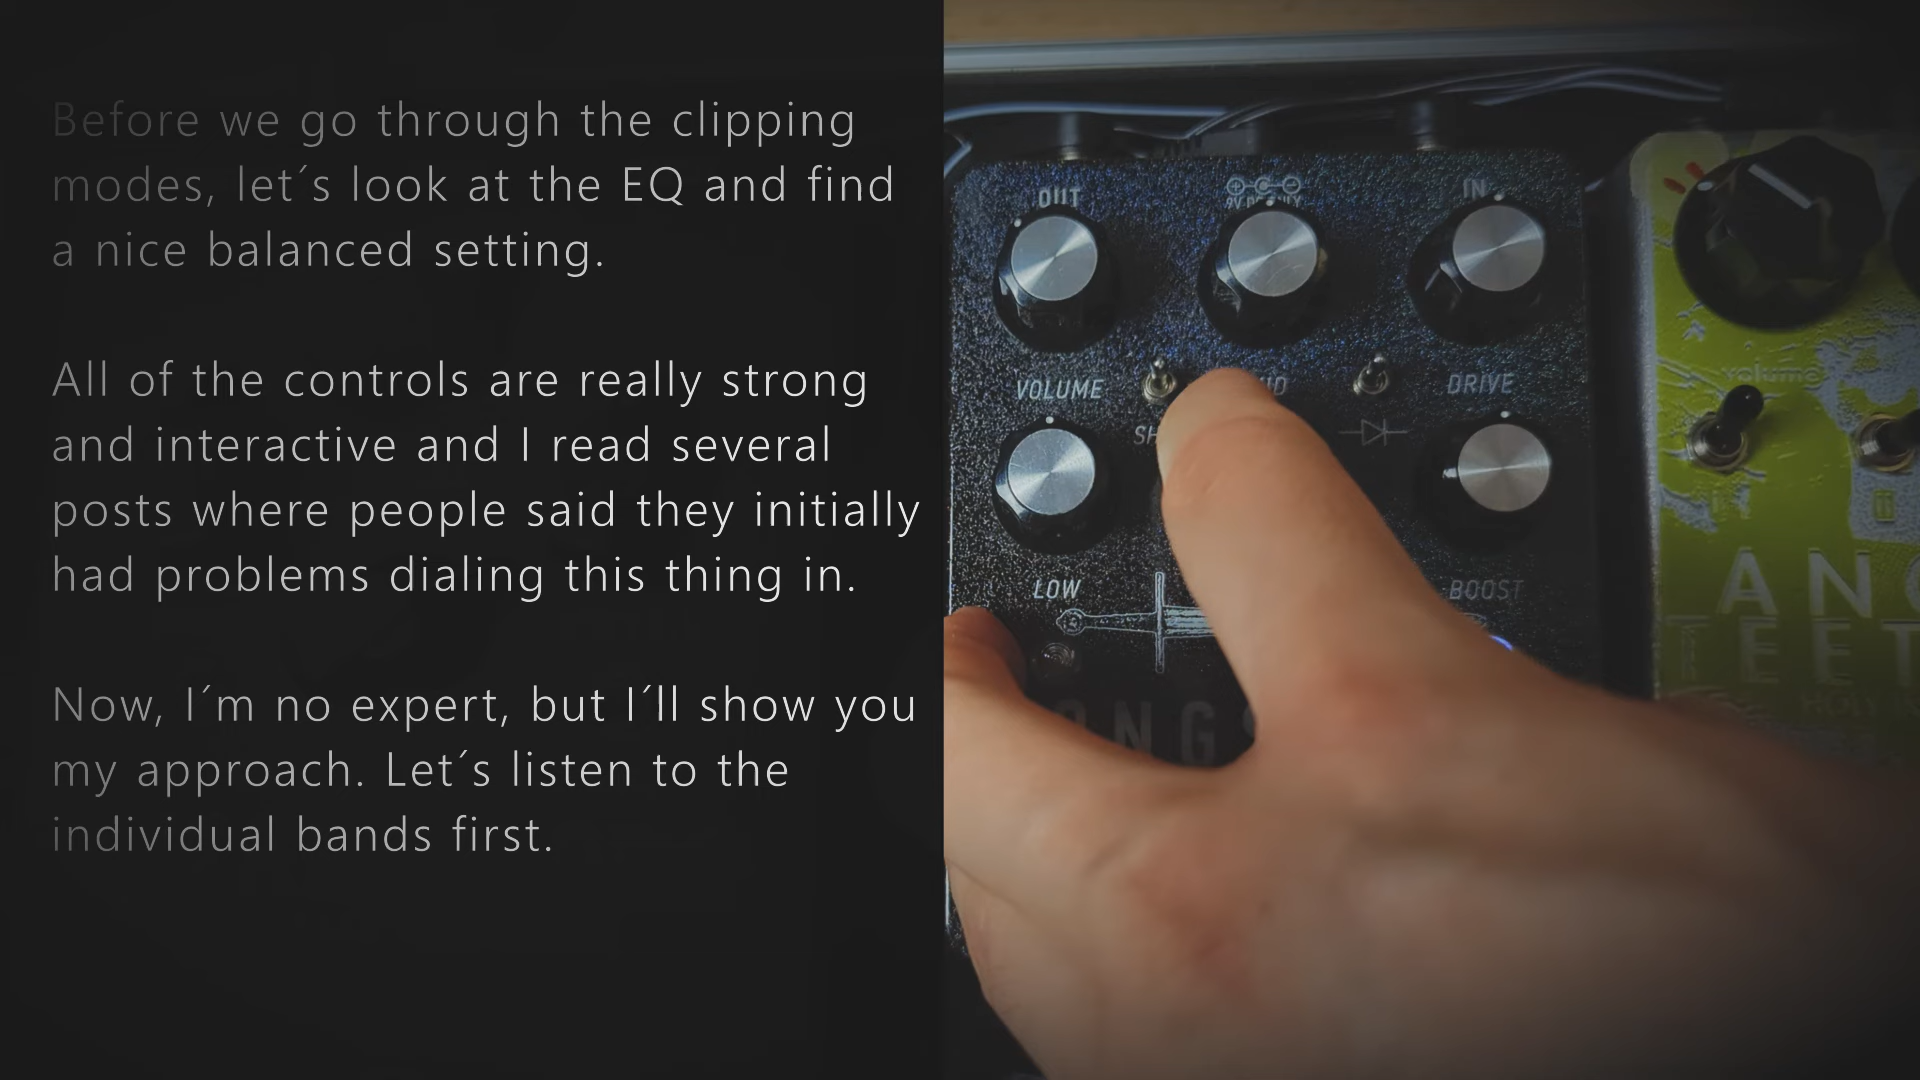 Before we go through the clipping
modes, let´s look at the EQ and find
a nice balanced setting.
All of the controls are really strong
and interactive and I read several
posts where people said they initially
had problems dialing this thing in.
Now, I´m no expert, but I´ll show you
my approach. Let´s listen to the
individual bands first.
OUT
IN
VOLUME
DRIVE
LOW
BOOST
volume
TEET